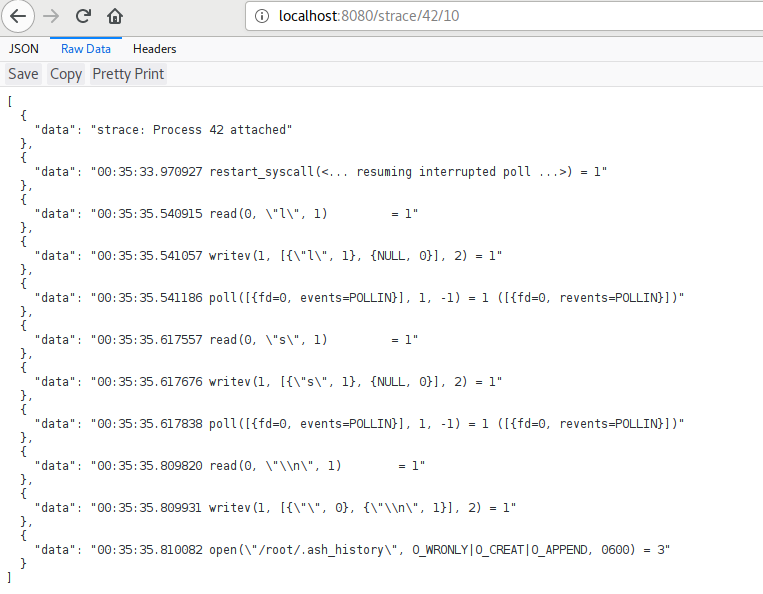 localhost:8080/strace/42/10
JSON Raw Data Headers
Save Copy Pretty Print
[
  {
    "data": "strace: Process 42 attached"
  },
  {
    "data": "00:35:33.970927 restart_syscall(<... resuming interrupted poll ...>) = 1"
  },
  {
    "data": "00:35:35.540915 read(0, \"l\", 1)         = 1"
  },
  {
    "data": "00:35:35.541057 writev(1, [{\"l\", 1}, {NULL, 0}], 2) = 1"
  },
  {
    "data": "00:35:35.541186 poll([{fd=0, events=POLLIN}], 1, -1) = 1 ([{fd=0, revents=POLLIN}])"
  },
  {
    "data": "00:35:35.617557 read(0, \"s\", 1)         = 1"
  },
  {
    "data": "00:35:35.617676 writev(1, [{\"s\", 1}, {NULL, 0}], 2) = 1"
  },
  {
    "data": "00:35:35.617838 poll([{fd=0, events=POLLIN}], 1, -1) = 1 ([{fd=0, revents=POLLIN}])"
  },
  {
    "data": "00:35:35.809820 read(0, \"\\n\", 1)        = 1"
  },
  {
    "data": "00:35:35.809931 writev(1, [{\"\", 0}, {\"\\n\", 1}], 2) = 1"
  },
  {
    "data": "00:35:35.810082 open(\"/root/.ash_history\", O_WRONLY|O_CREAT|O_APPEND, 0600) = 3"
  }
]